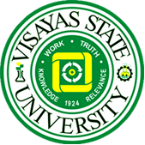 VISAYAS STATE
UNIVERSITY
WORK • TRUTH
KNOWLEDGE
RELEVANCE
1924